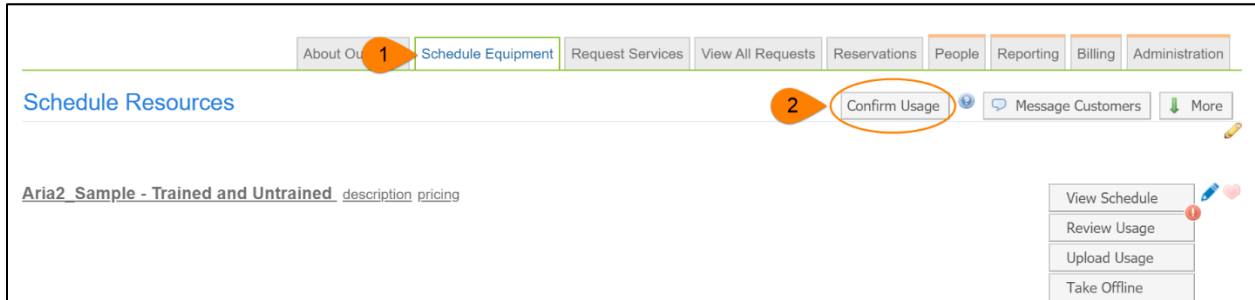 About Ou 1 Schedule Equipment Request Services View All Requests Reservations People Reporting Billing Administration
Schedule Resources 2 Confirm Usage Message Customers More
Aria2_Sample - Trained and Untrained description pricing View Schedule
Review Usage
Upload Usage
Take Offline